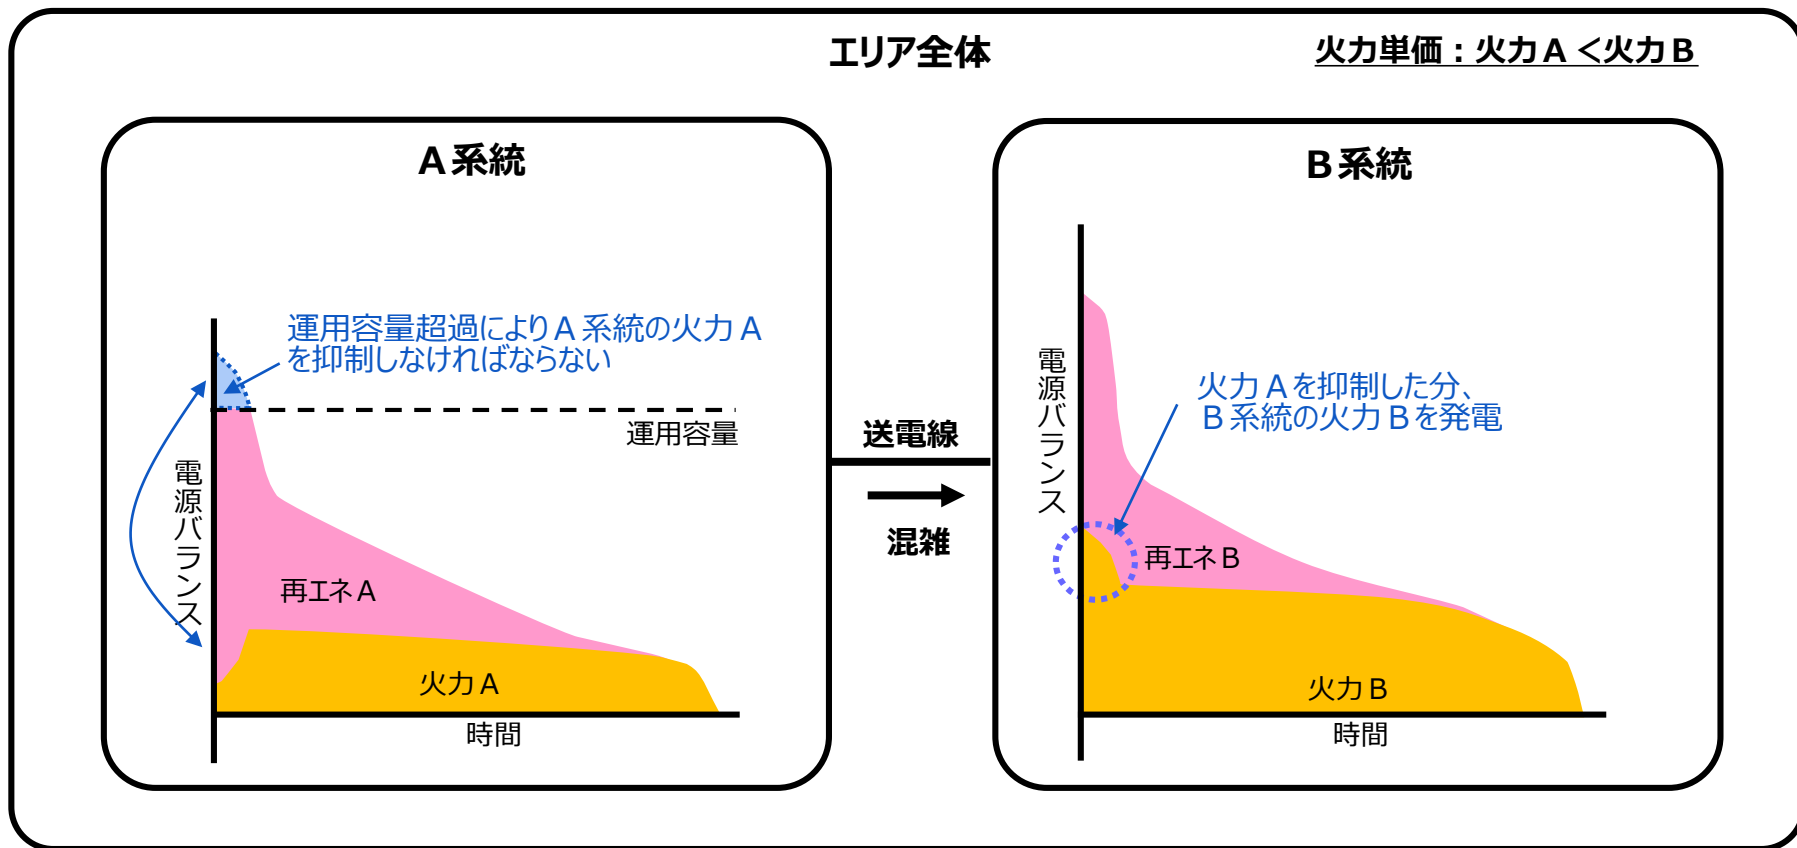 エリア全体
火力単価：火力A＜火力B
A系統
運用容量超過によりA系統の火力A
を抑制しなければならない
運用容量
電源バランス
再エネA
火力A
時間
送電線
混雑
B系統
電源バランス
火力Aを抑制した分、
B系統の火力Bを発電
再エネB
火力B
時間